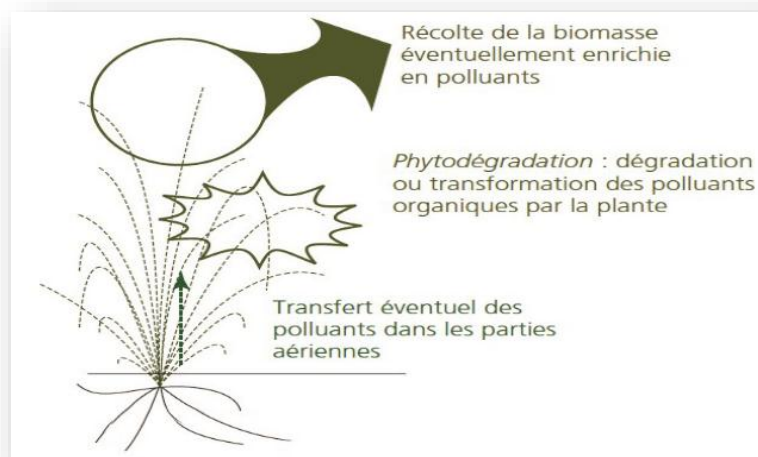 Récolte de la biomasse
éventuellement enrichie
en polluants
Phytodégradation : dégradation
ou transformation des polluants
organiques par la plante
Transfert éventuel des
polluants dans les parties
aériennes